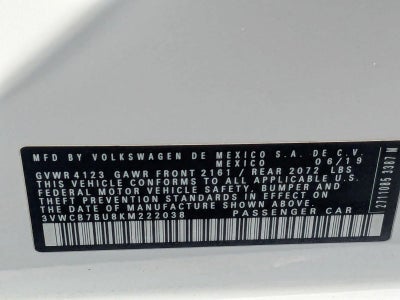 MFD. BY VOLKSWAGEN DE MEXICO S.A. DE C.V.
MEXICO 06/19
GVWR 4123 GAWR FRONT 2161 / REAR 2072 LBS
THIS VEHICLE CONFORMS TO ALL APPLICABLE U.S.
FEDERAL MOTOR VEHICLE SAFETY, BUMPER AND
THEFT PREVENTION STANDARDS IN EFFECT ON THE
DATE OF MANUFACTURE SHOWN ABOVE.
3VWCB7BU8KM222038 PASSENGER CAR
2711085 3387 M